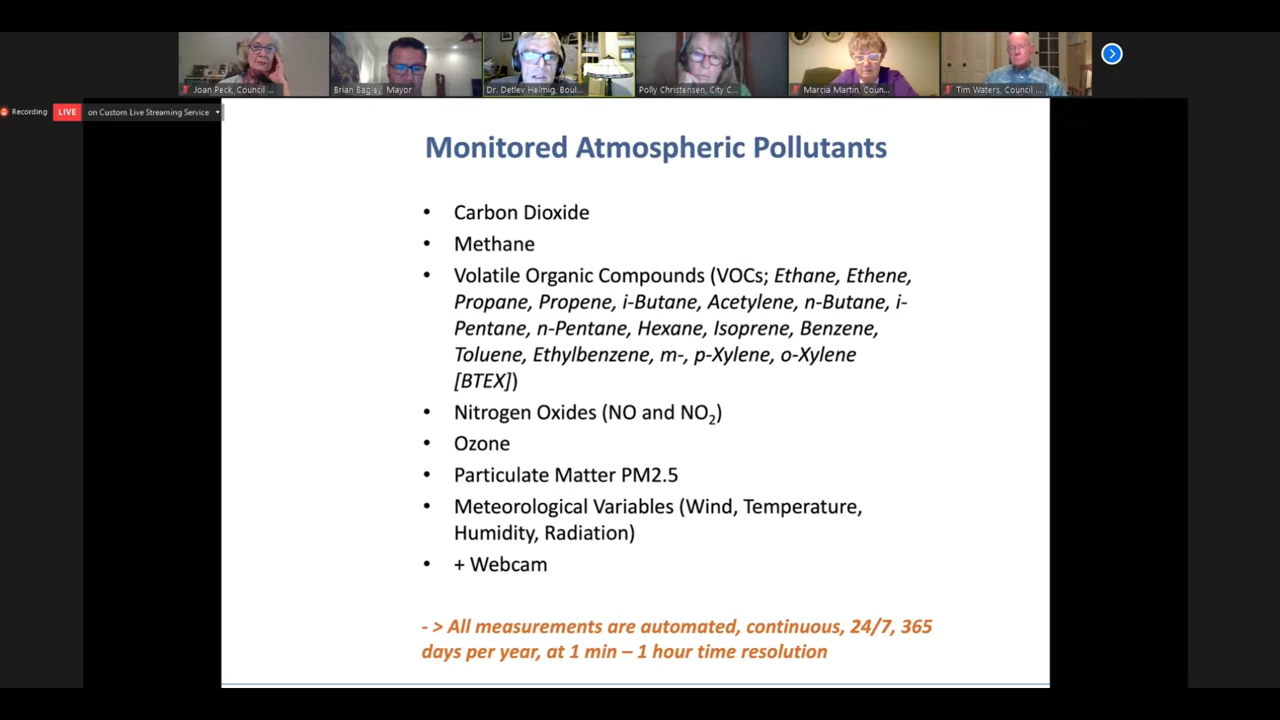 Joan Peck, Council ...
Brian Bagley, Mayor
Dr. Detlev Helmig, Boul...
Polly Christensen, City C...
Marcia Martin, Coun...
Tim Waters, Council ...
Recording
LIVE
on Custom Live Streaming Service
Monitored Atmospheric Pollutants
• Carbon Dioxide
• Methane
• Volatile Organic Compounds (VOCs; Ethane, Ethene,
Propane, Propene, i-Butane, Acetylene, n-Butane, i-
Pentane, n-Pentane, Hexane, Isoprene, Benzene,
Toluene, Ethylbenzene, m-, p-Xylene, o-Xylene
[BTEX])
• Nitrogen Oxides (NO and NO₂)
• Ozone
• Particulate Matter PM2.5
• Meteorological Variables (Wind, Temperature,
Humidity, Radiation)
• + Webcam
- > All measurements are automated, continuous, 24/7, 365
days per year, at 1 min – 1 hour time resolution